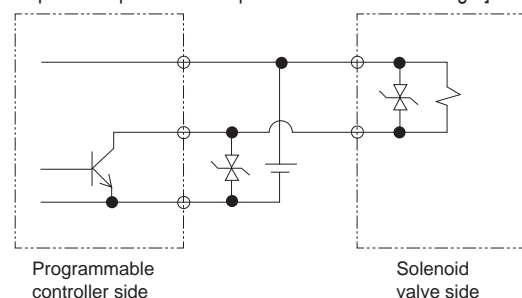 Programmable
controller side
Solenoid
valve side